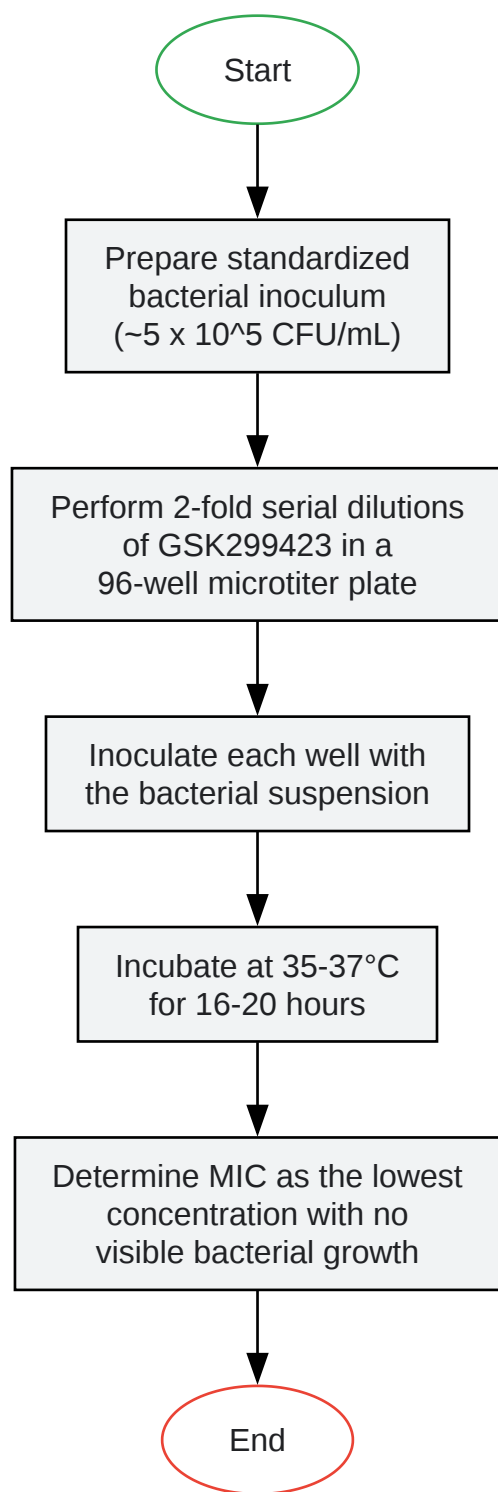 Start
Prepare standardized
bacterial inoculum
(~5 x 10^5 CFU/mL)
Perform 2-fold serial dilutions
of GSK299423 in a
96-well microtiter plate
Inoculate each well with
the bacterial suspension
Incubate at 35-37°C
for 16-20 hours
Determine MIC as the lowest
concentration with no
visible bacterial growth
End